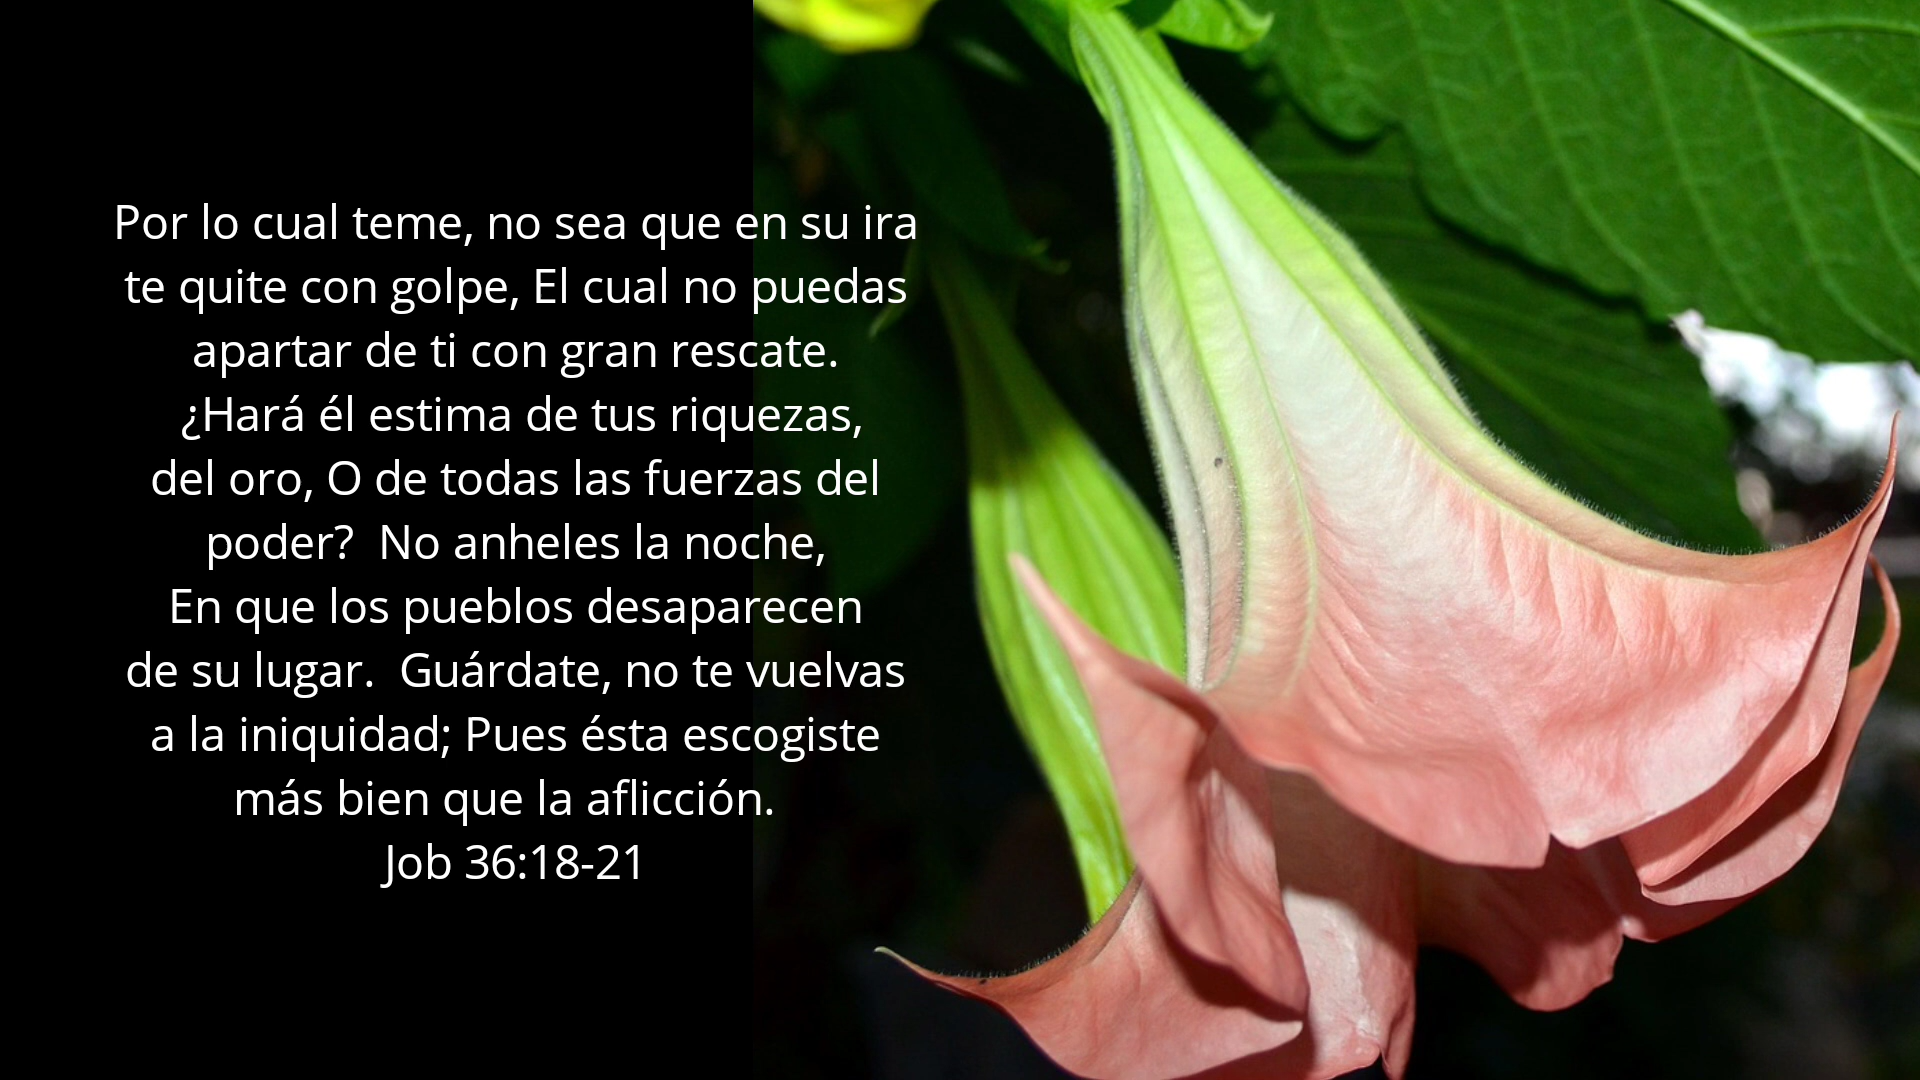 Por lo cual teme, no sea que en su ira
te quite con golpe, El cual no puedas
apartar de ti con gran rescate.
¿Hará él estima de tus riquezas,
del oro, O de todas las fuerzas del
poder?  No anheles la noche,
En que los pueblos desaparecen
de su lugar.  Guárdate, no te vuelvas
a la iniquidad; Pues ésta escogiste
más bien que la aflicción.
Job 36:18-21